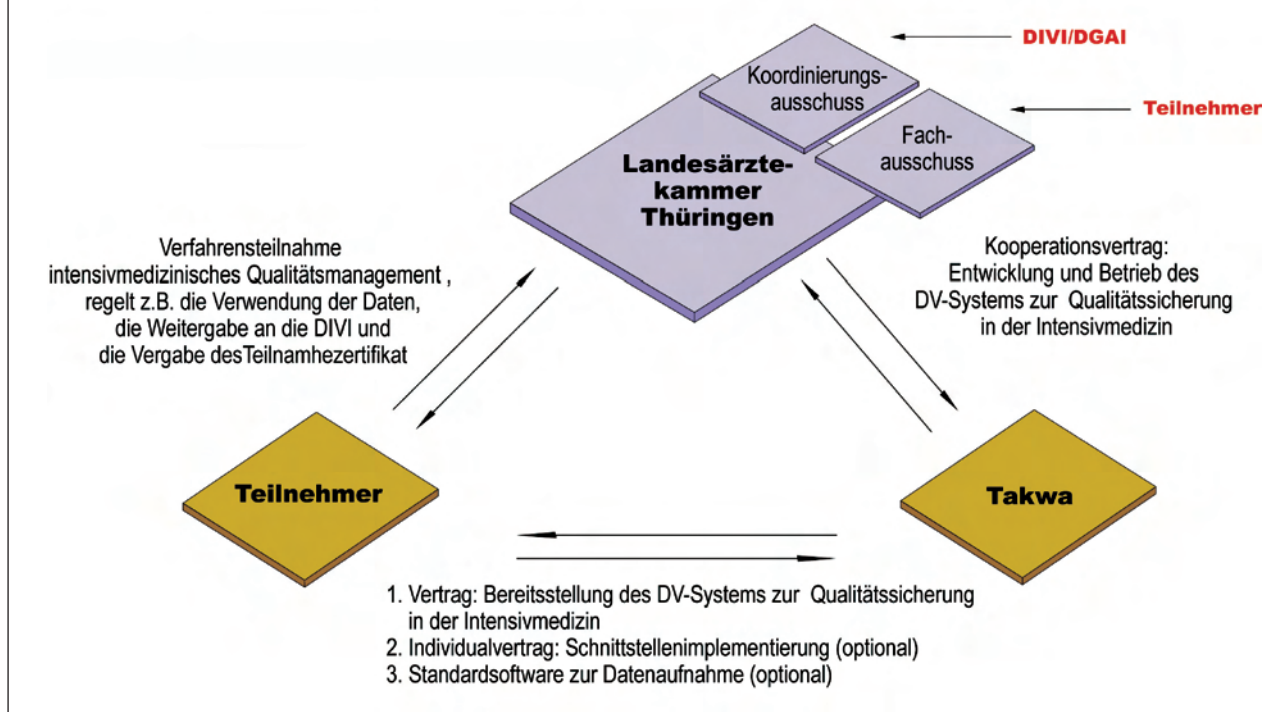 DIVI/DGAI
Koordinierungs-
ausschuss
Teilnehmer
Fach-
ausschuss
Landesärzte-
kammer
Thüringen
Verfahrensteilnahme
intensivmedizinisches Qualitätsmanagement ,
regelt z.B. die Verwendung der Daten,
die Weitergabe an die DIVI und
die Vergabe desTeilnamhezertifikat
Kooperationsvertrag:
Entwicklung und Betrieb des
DV-Systems zur Qualitätssicherung
in der Intensivmedizin
Teilnehmer
Takwa
1. Vertrag: Bereitsstellung des DV-Systems zur Qualitätssicherung
in der Intensivmedizin
2. Individualvertrag: Schnittstellenimplementierung (optional)
3. Standardsoftware zur Datenaufnahme (optional)